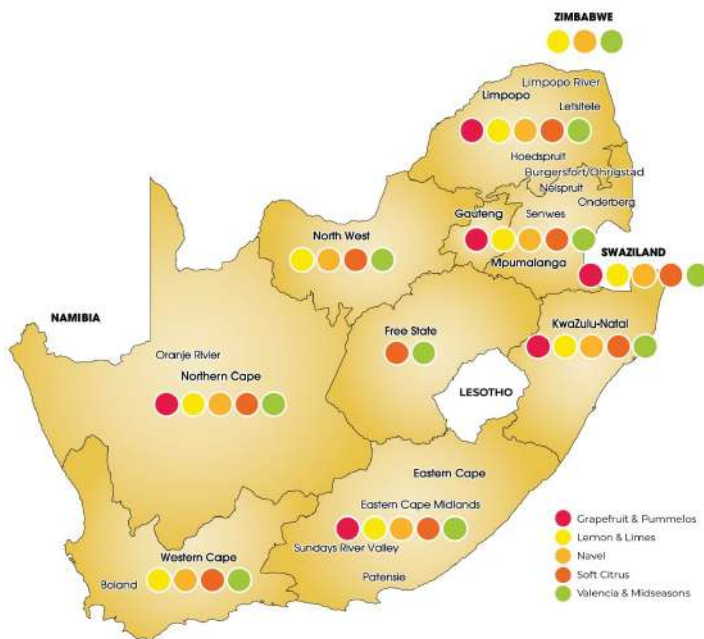 ZIMBABWE
Limpopo River
Limpopo
Letsitele
Hoedspruit
Burgersfort/Ohrigstad
Nelspruit
Onderberg
Gauteng
Senwes
North West
Mpumalanga
SWAZILAND
NAMIBIA
KwaZulu-Natal
Free State
Oranje Rivier
Northern Cape
LESOTHO
Eastern Cape
Eastern Cape Midlands
Sundays River Valley
Western Cape
Boland
Patensie
Grapefruit & Pummelos
Lemon & Limes
Navel
Soft Citrus
Valencia & Midseasons